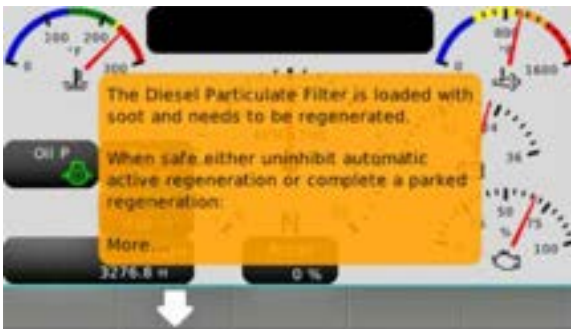 100 200
°F
0 300
800
°F
0 1600
The Diesel Particulate Filter is loaded with
soot and needs to be regenerated.
When safe either uninhibit automatic
active regeneration or complete a parked
regeneration.
More...
Oil P
36
N
50
75
%
100
3276.8 H
0 %